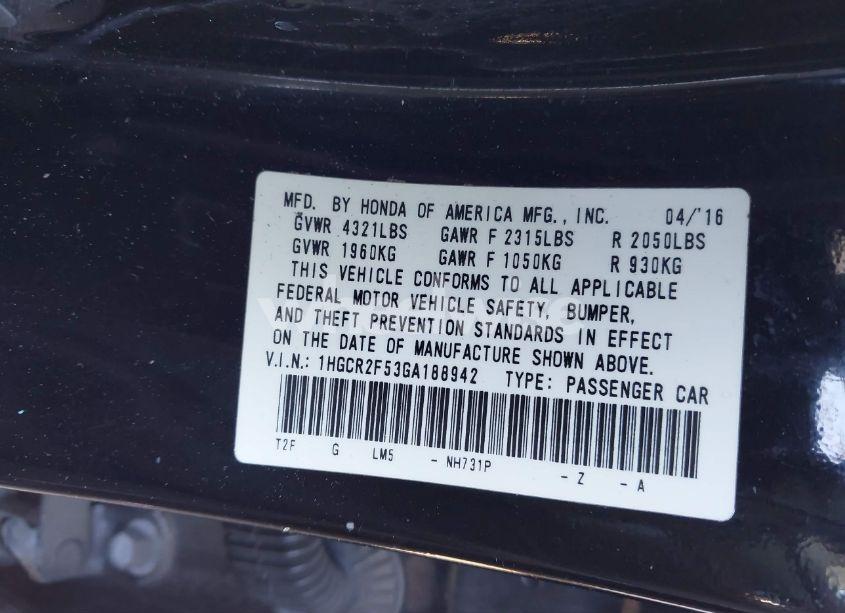 MFD. BY HONDA OF AMERICA MFG., INC. 04/'16
GVWR 4321LBS GAWR F 2315LBS R 2050LBS
GVWR 1960KG GAWR F 1050KG R 930KG
THIS VEHICLE CONFORMS TO ALL APPLICABLE
FEDERAL MOTOR VEHICLE SAFETY, BUMPER,
AND THEFT PREVENTION STANDARDS IN EFFECT
ON THE DATE OF MANUFACTURE SHOWN ABOVE.
V.I.N.: 1HGCR2F53GA188942 TYPE: PASSENGER CAR
T2F G LM5 - NH731P - Z - A